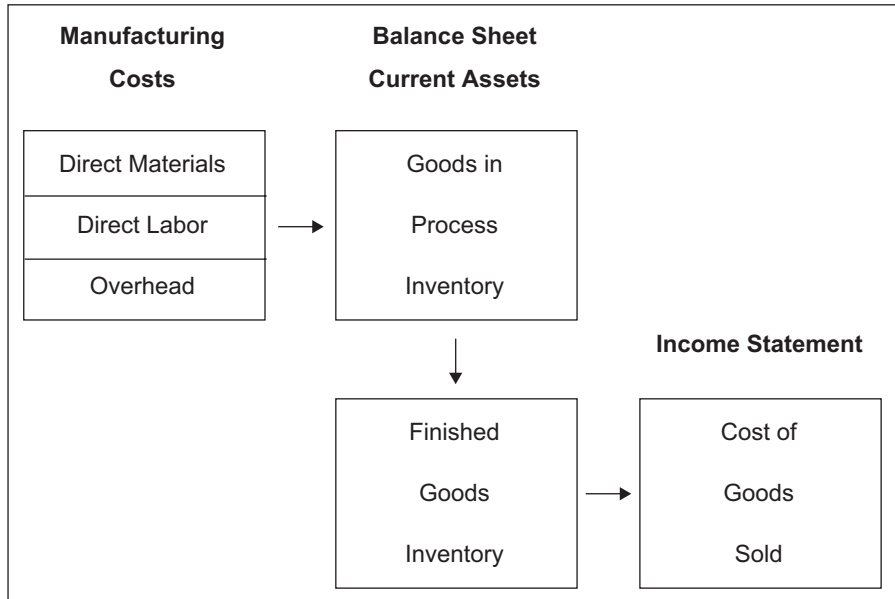 Manufacturing
Costs
Balance Sheet
Current Assets
Direct Materials
Direct Labor
Overhead
Goods in
Process
Inventory
Income Statement
Finished
Goods
Inventory
Cost of
Goods
Sold